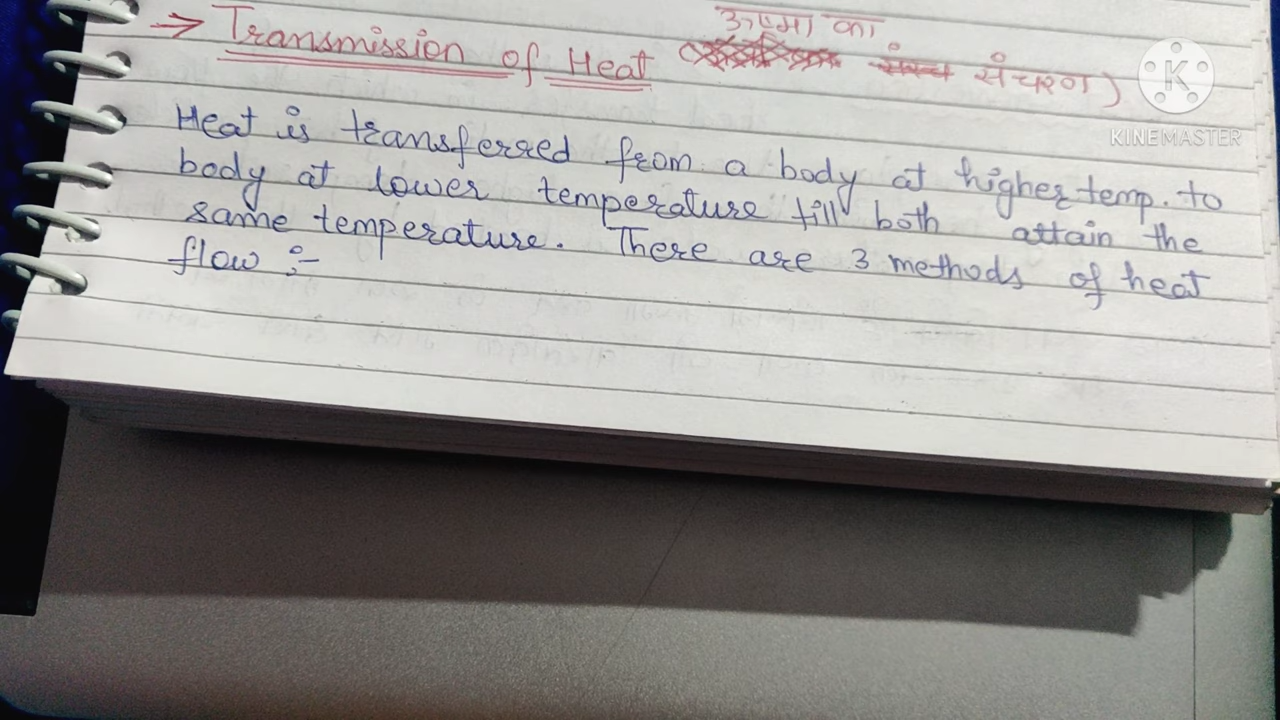 → Transmission of Heat (ऊष्मा का संचरण)
Heat is transferred from a body at higher temp. to
body at lower temperature till both attain the
same temperature. There are 3 methods of heat
flow :-
K
KINEMASTER